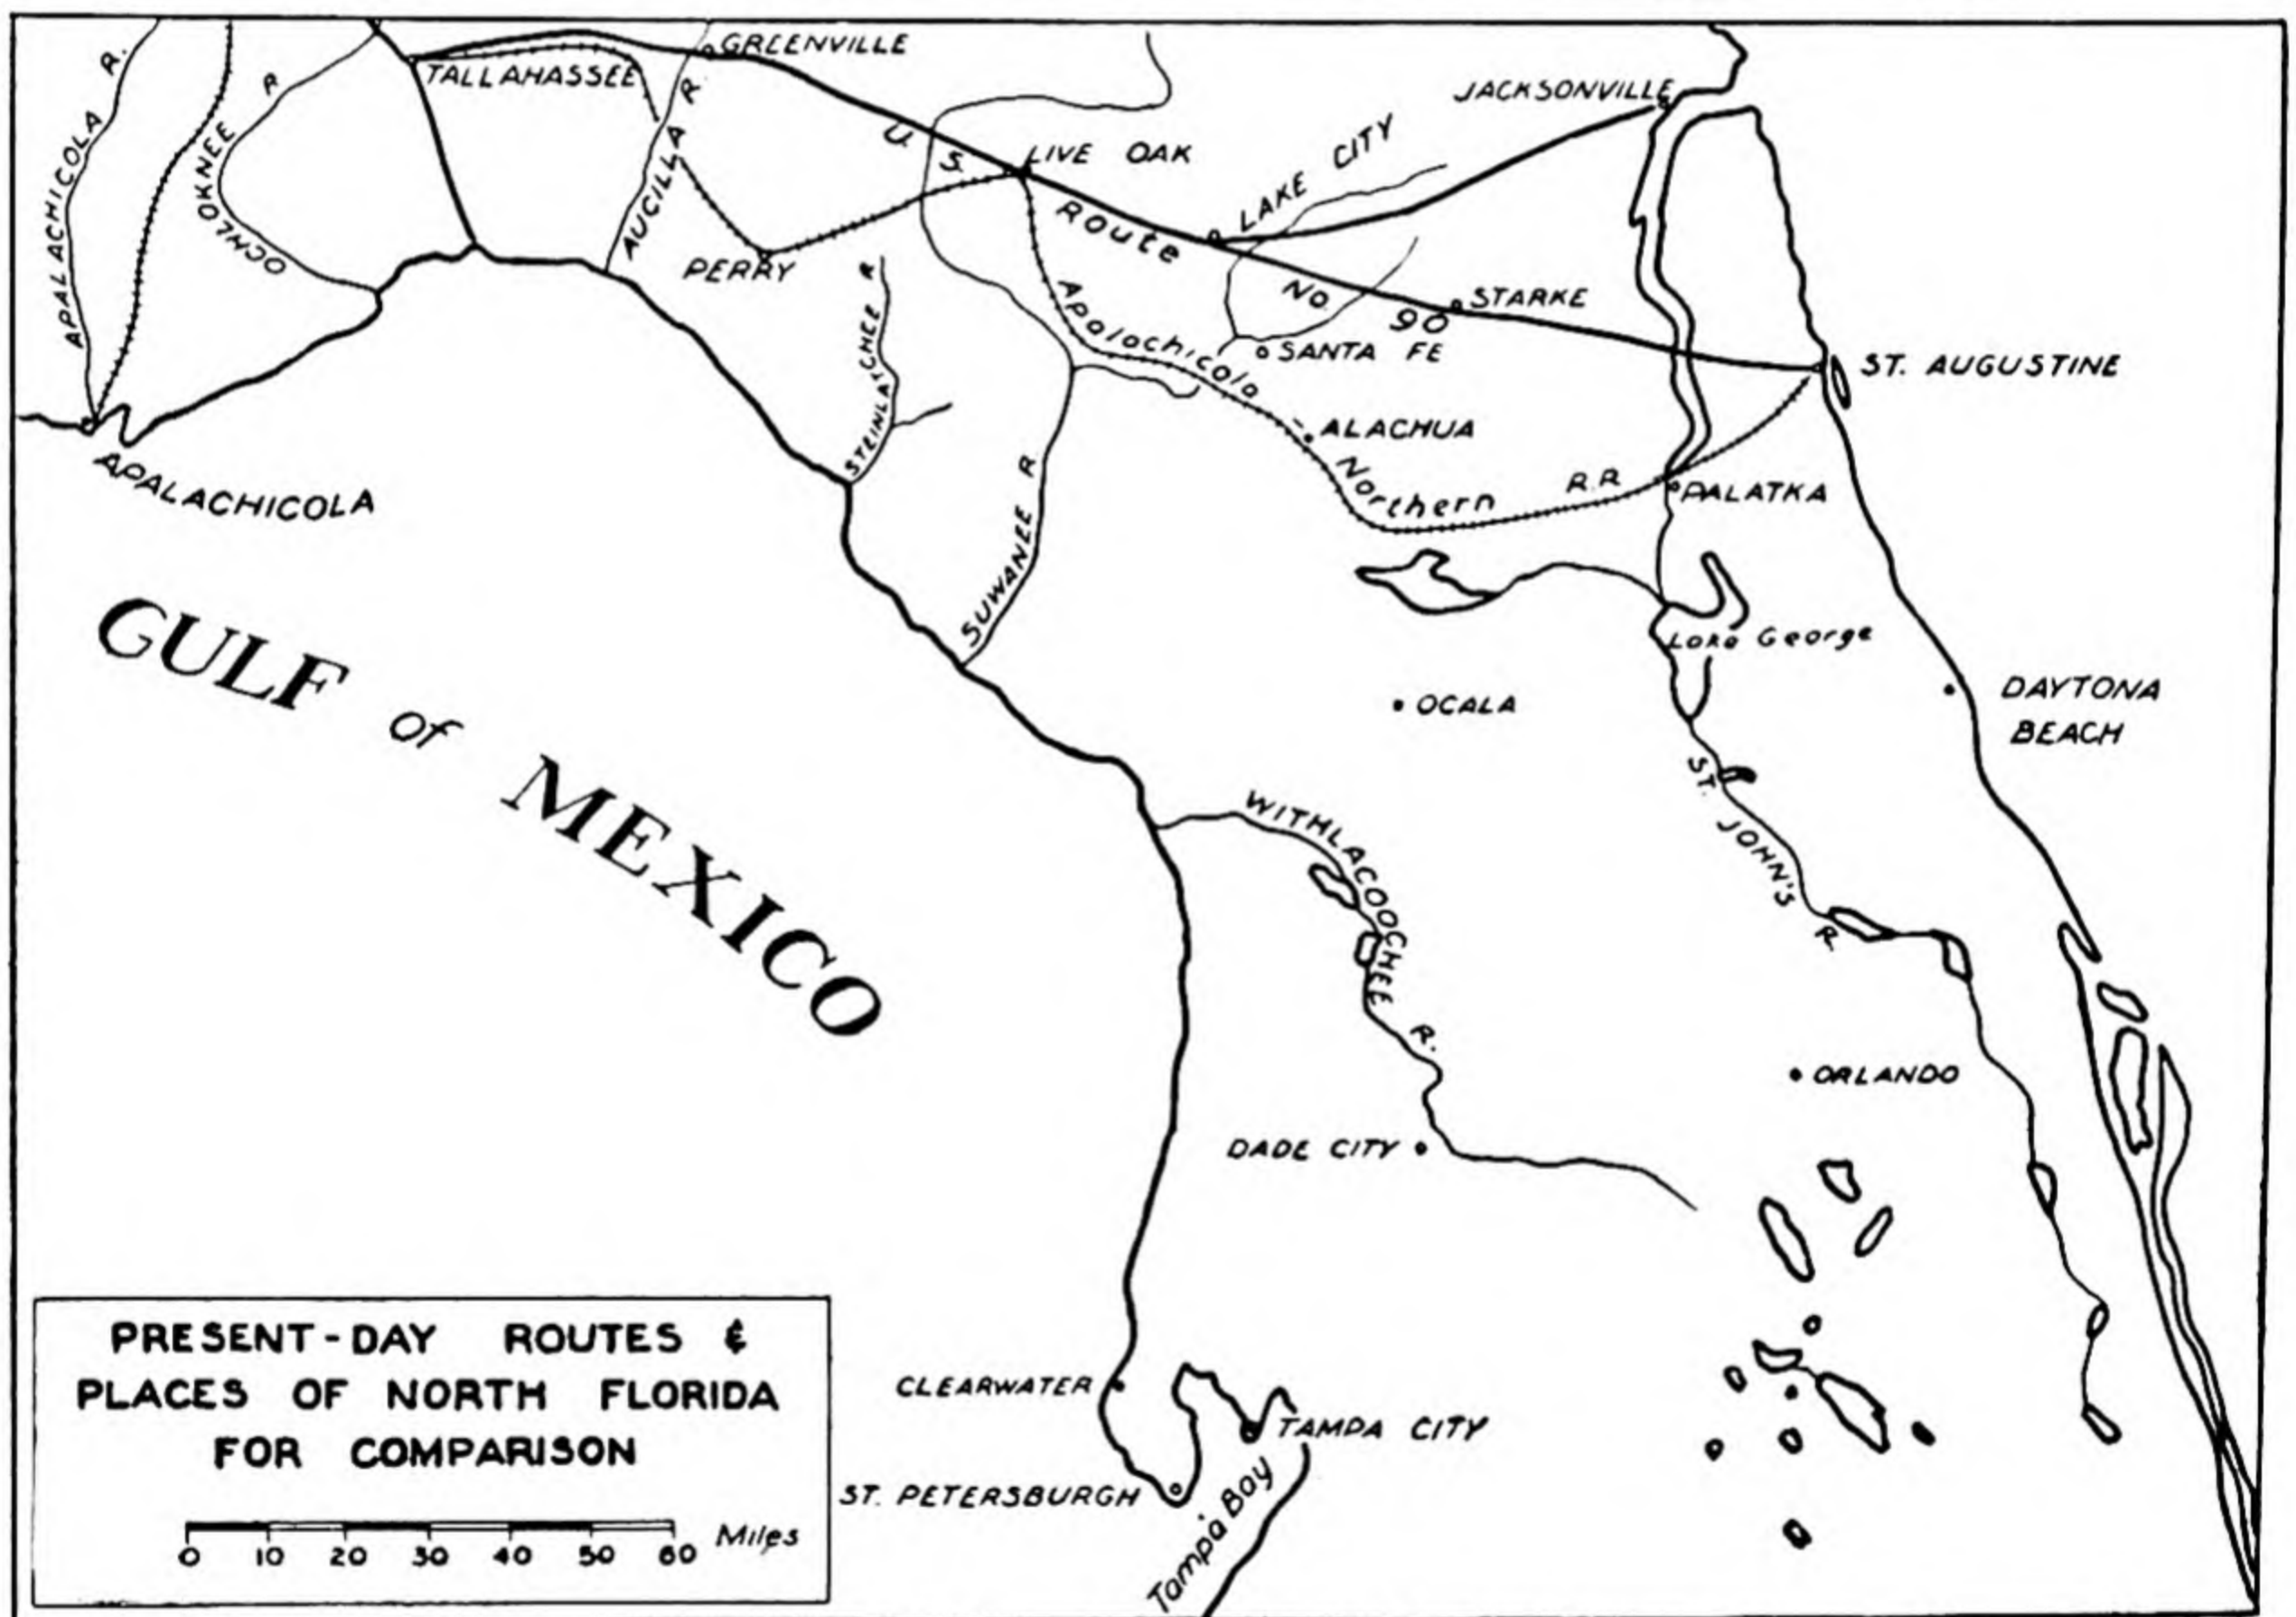 APALACHICOLA R.
OCHLOCKNEE R
TALLAHASSEE
GREENVILLE
AUCILLA R.
U S. ROUTE NO 90
LIVE OAK
LAKE CITY
JACKSONVILLE
PERRY
STEINLATCHEE R
Apalachicola Northern R.R
SANTA FE
STARKE
ST. AUGUSTINE
ALACHUA
PALATKA
APALACHICOLA
SUWANEE R
Lake George
GULF of MEXICO
OCALA
DAYTONA
BEACH
ST. JOHN'S R
WITHLACOOCHEE R.
ORLANDO
DADE CITY
CLEARWATER
TAMPA CITY
ST. PETERSBURGH
Tampa Bay
PRESENT-DAY ROUTES &
PLACES OF NORTH FLORIDA
FOR COMPARISON
0 10 20 30 40 50 60 Miles